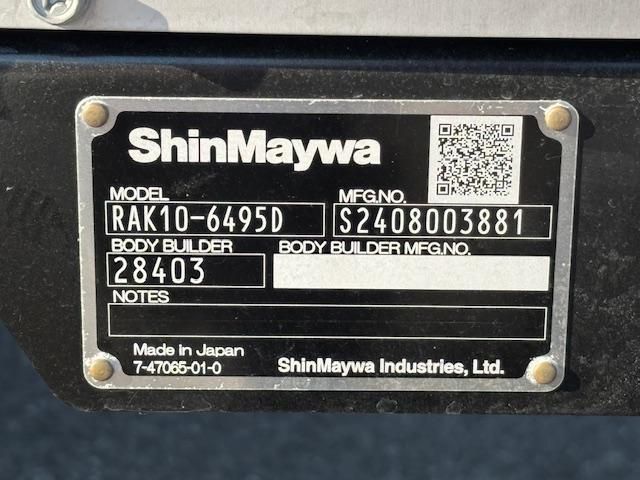 ShinMaywa
MODEL MFG.NO.
RAK10-6495D S2408003881
BODY BUILDER BODY BUILDER MFG.NO.
28403
NOTES
Made in Japan
7-47065-01-0 ShinMaywa Industries, Ltd.